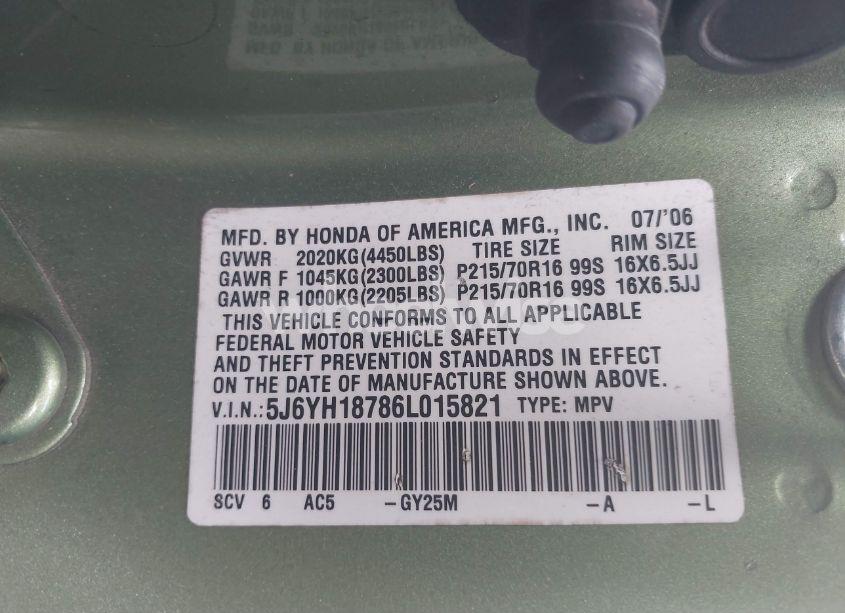 MFD. BY HONDA OF AMERICA MFG., INC. 07/'06
GVWR 2020KG(4450LBS) TIRE SIZE RIM SIZE
GAWR F 1045KG(2300LBS) P215/70R16 99S 16X6.5JJ
GAWR R 1000KG(2205LBS) P215/70R16 99S 16X6.5JJ
THIS VEHICLE CONFORMS TO ALL APPLICABLE
FEDERAL MOTOR VEHICLE SAFETY
AND THEFT PREVENTION STANDARDS IN EFFECT
ON THE DATE OF MANUFACTURE SHOWN ABOVE.
V.I.N.:5J6YH18786L015821 TYPE: MPV
SCV 6 AC5 -GY25M -A -L